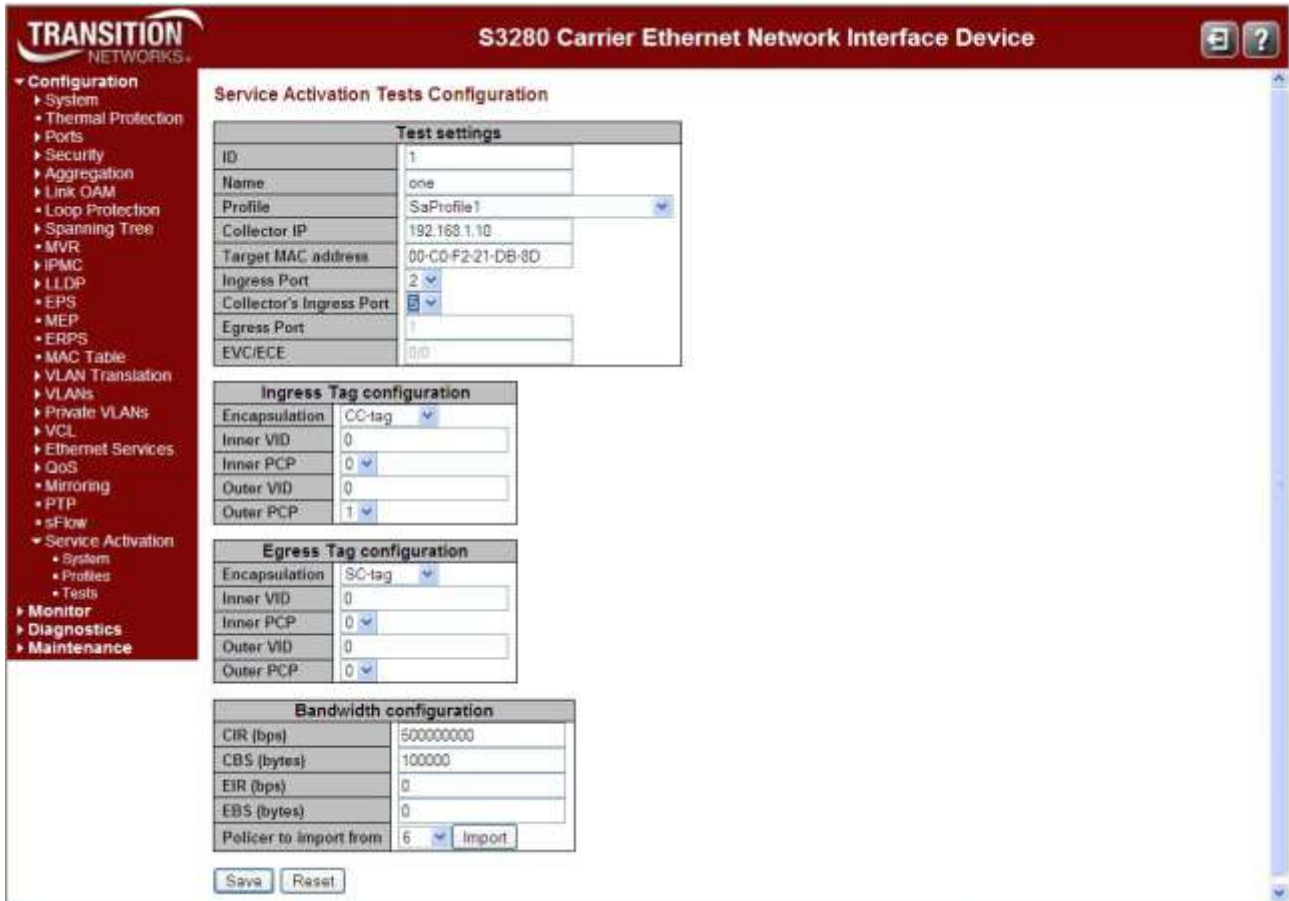 TRANSITION
NETWORKS
S3280 Carrier Ethernet Network Interface Device
?
Configuration
System
Thermal Protection
Ports
Security
Aggregation
Link OAM
Loop Protection
Spanning Tree
MVR
IPMC
LLDP
EPS
MEP
ERPS
MAC Table
VLAN Translation
VLANs
Private VLANs
VCL
Ethernet Services
QoS
Mirroring
PTP
sFlow
Service Activation
System
Profiles
Tests
Monitor
Diagnostics
Maintenance
Service Activation Tests Configuration
Test settings
ID 1
Name one
Profile SaProfile1
Collector IP 192.168.1.10
Target MAC address 00-C0-F2-21-DB-8D
Ingress Port 2
Collector's Ingress Port 5
Egress Port 1
EVC/ECE 0/0
Ingress Tag configuration
Encapsulation CC-tag
Inner VID 0
Inner PCP 0
Outer VID 0
Outer PCP 1
Egress Tag configuration
Encapsulation SC-tag
Inner VID 0
Inner PCP 0
Outer VID 0
Outer PCP 0
Bandwidth configuration
CIR (bps) 500000000
CBS (bytes) 100000
EIR (bps) 0
EBS (bytes) 0
Policer to import from 6 Import
Save Reset